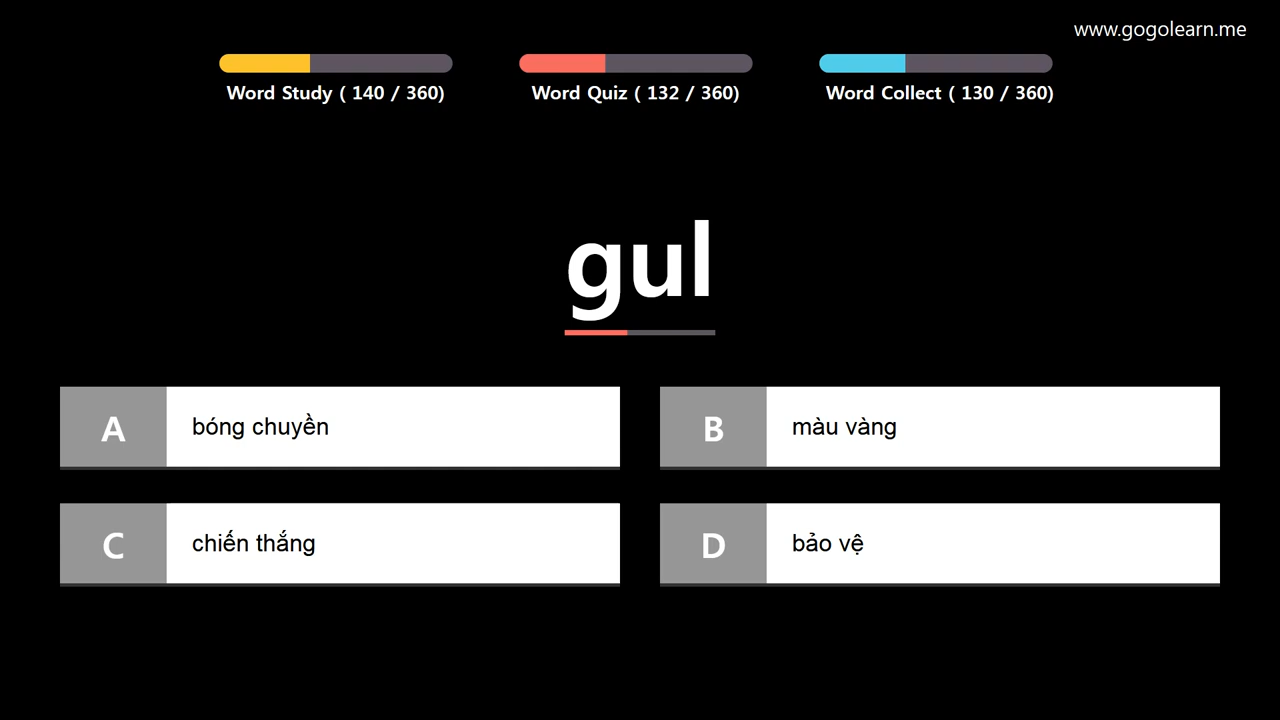 www.gogolearn.me
Word Study ( 140 / 360)
Word Quiz ( 132 / 360)
Word Collect ( 130 / 360)
gul
A
bóng chuyền
B
màu vàng
C
chiến thắng
D
bảo vệ